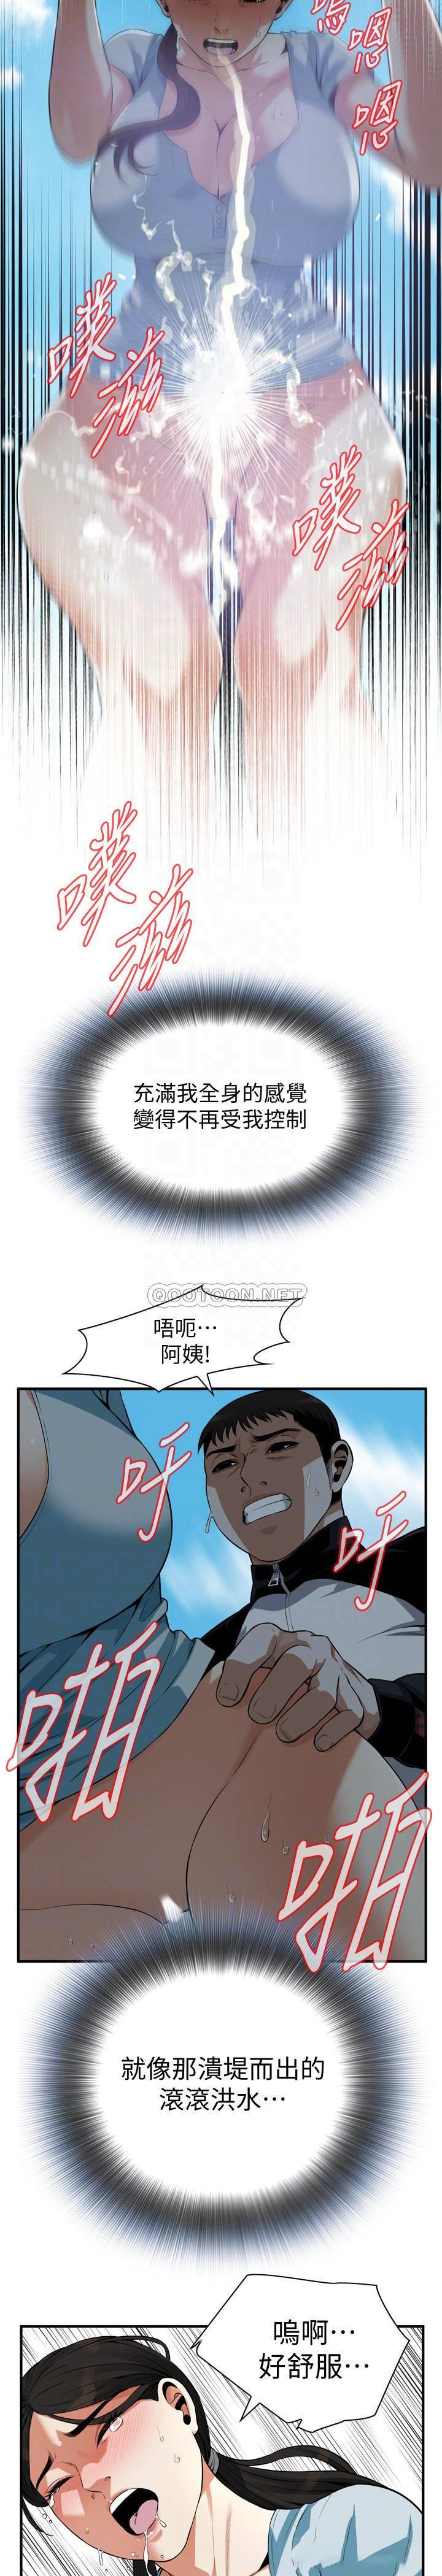 嗚
嗯
嗯
噗
滋
噗
滋
噗
滋
充滿我全身的感覺
變得不再受我控制
QOOTOON.NET
唔呃…
阿姨!
吁
吁
啪
啪
就像那潰堤而出的
滾滾洪水…
嗚啊…
好舒服…